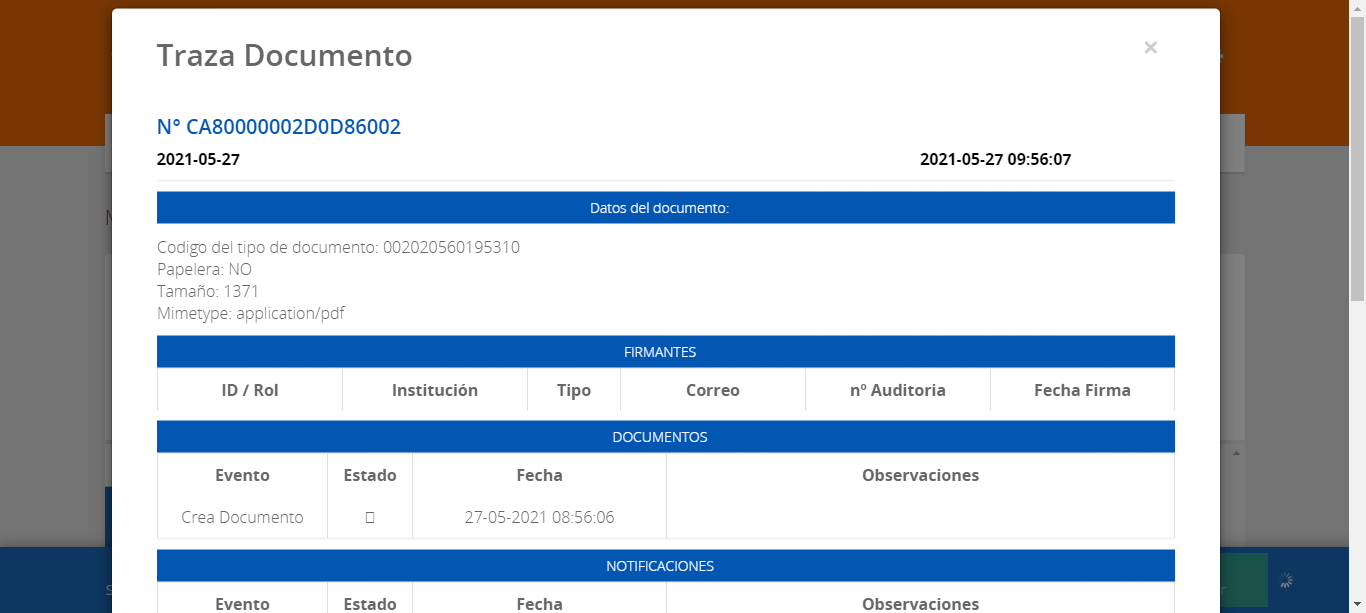 Traza Documento
×
N° CA80000002D0D86002
2021-05-27 2021-05-27 09:56:07
Datos del documento:
Codigo del tipo de documento: 002020560195310
Papelera: NO
Tamaño: 1371
Mimetype: application/pdf
FIRMANTES
ID / Rol Institución Tipo Correo nº Auditoria Fecha Firma
DOCUMENTOS
Evento Estado Fecha Observaciones
Crea Documento 27-05-2021 08:56:06
NOTIFICACIONES
Evento Estado Fecha Observaciones